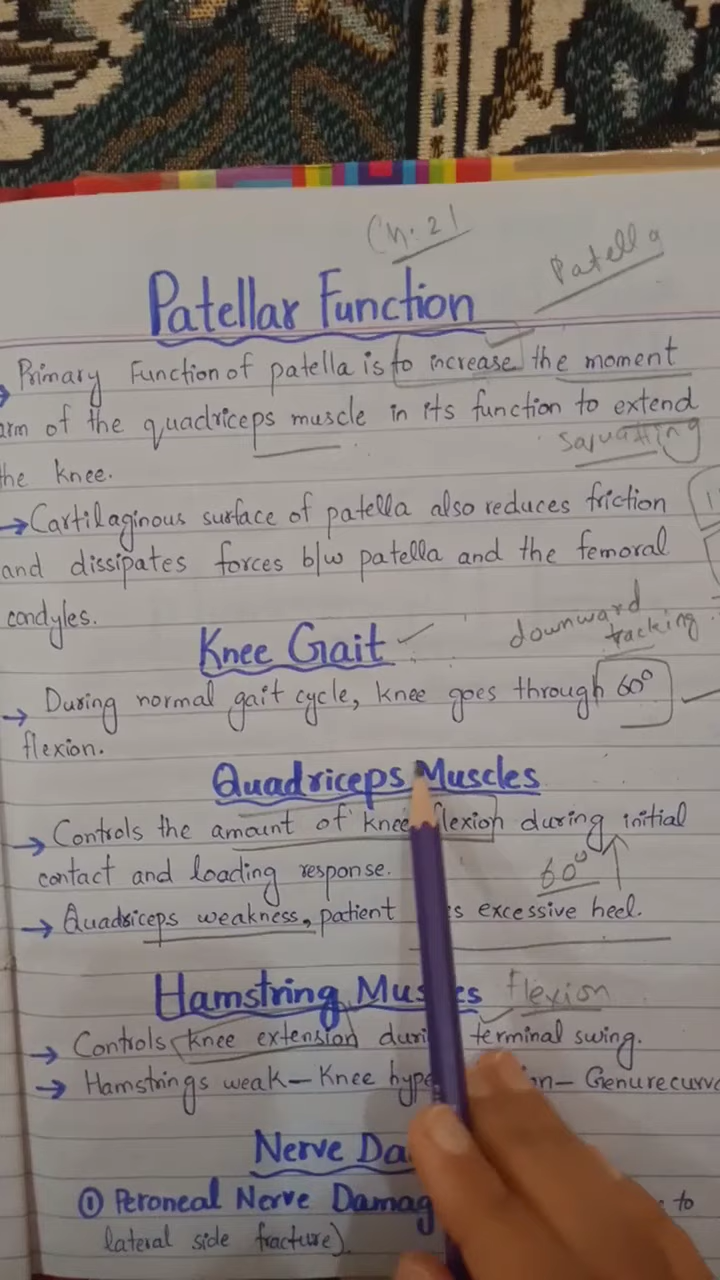 Ch: 21
Patella
Patellar Function
Primary Function of patella is to increase the moment
arm of the quadriceps muscle in its function to extend
squatting
the knee.
→ Cartilaginous surface of patella also reduces friction
and dissipates forces b/w patella and the femoral
condyles.
downward
tracking
Knee Gait
→ During normal gait cycle, knee goes through 60°
flexion.
Quadriceps Muscles
→ Controls the amount of knee flexion during initial
contact and loading response.
60°
→ Quadriceps weakness, patient excessive heel.
Hamstring Muscles
flexion
→ Controls knee extension during terminal swing.
→ Hamstrings weak — Knee — Genurecurva
Nerve
① Peroneal Nerve Damag to
lateral side fracture).